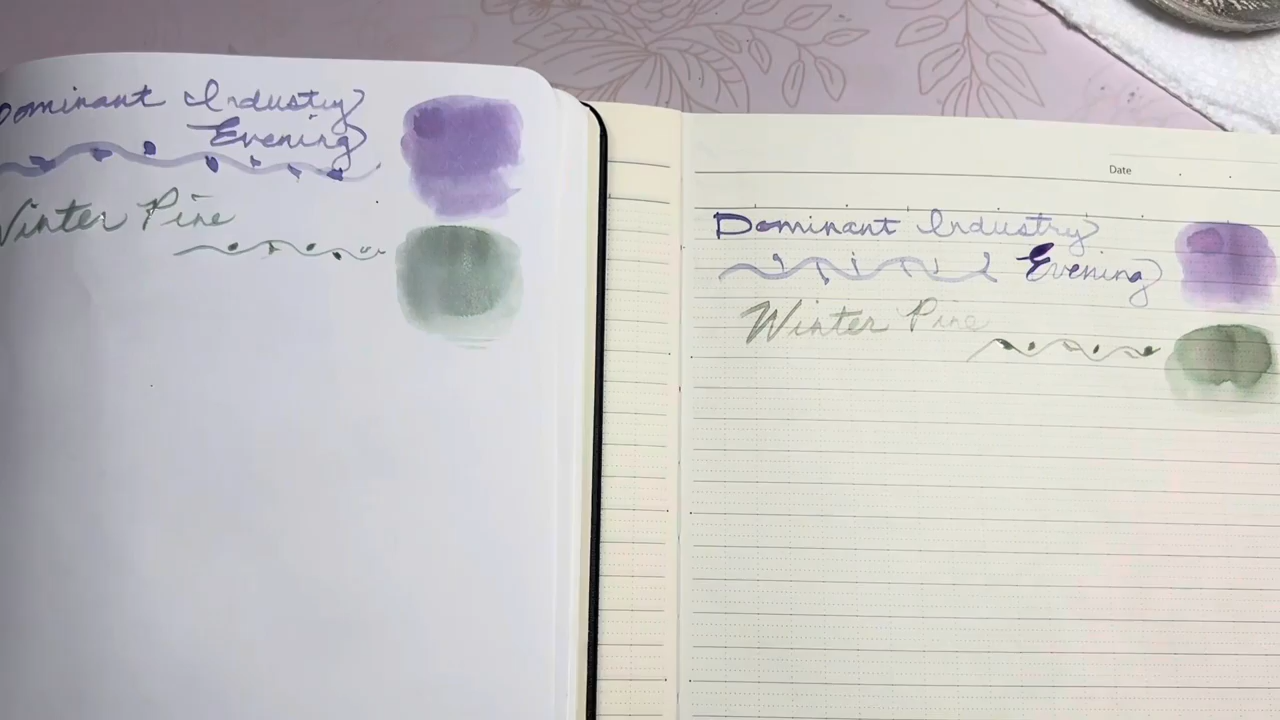 Dominant Industry
Evening
Winter Pine
Date
Dominant Industry
Evening
Winter Pine